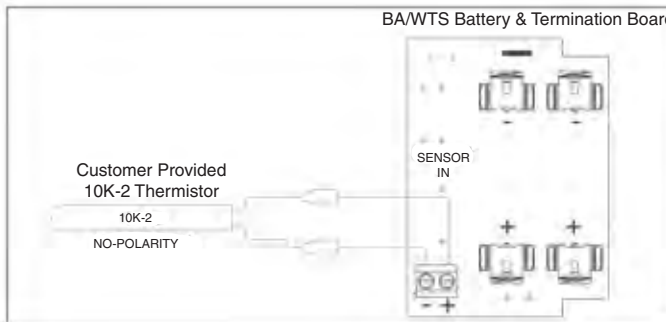 BA/WTS Battery & Termination Board
- -
SENSOR
IN
Customer Provided
10K-2 Thermistor
10K-2
NO-POLARITY
+ +
- +